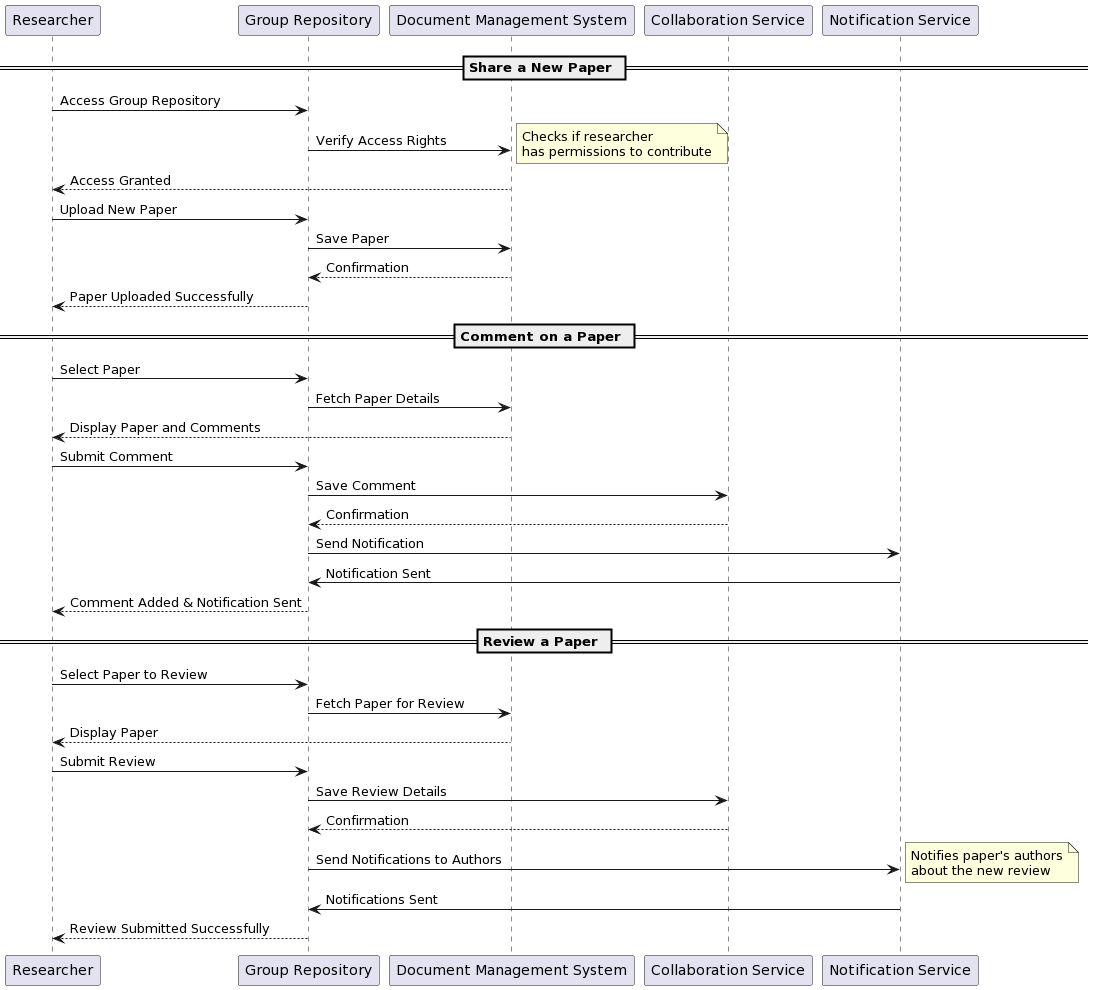 Researcher
Group Repository
Document Management System
Collaboration Service
Notification Service
Share a New Paper
Access Group Repository
Verify Access Rights
Checks if researcher
has permissions to contribute
Access Granted
Upload New Paper
Save Paper
Confirmation
Paper Uploaded Successfully
Comment on a Paper
Select Paper
Fetch Paper Details
Display Paper and Comments
Submit Comment
Save Comment
Confirmation
Send Notification
Notification Sent
Comment Added & Notification Sent
Review a Paper
Select Paper to Review
Fetch Paper for Review
Display Paper
Submit Review
Save Review Details
Confirmation
Send Notifications to Authors
Notifies paper's authors
about the new review
Notifications Sent
Review Submitted Successfully
Researcher
Group Repository
Document Management System
Collaboration Service
Notification Service